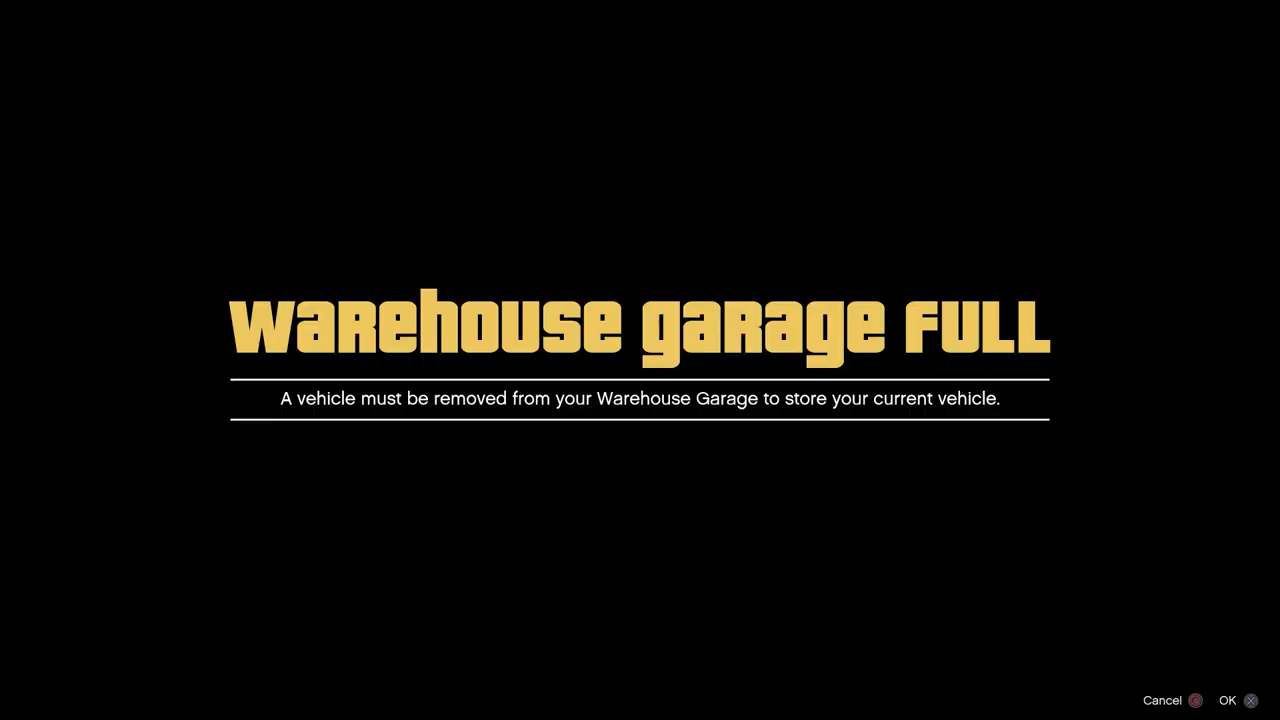 warehouse garage FULL
A vehicle must be removed from your Warehouse Garage to store your current vehicle.
Cancel OK